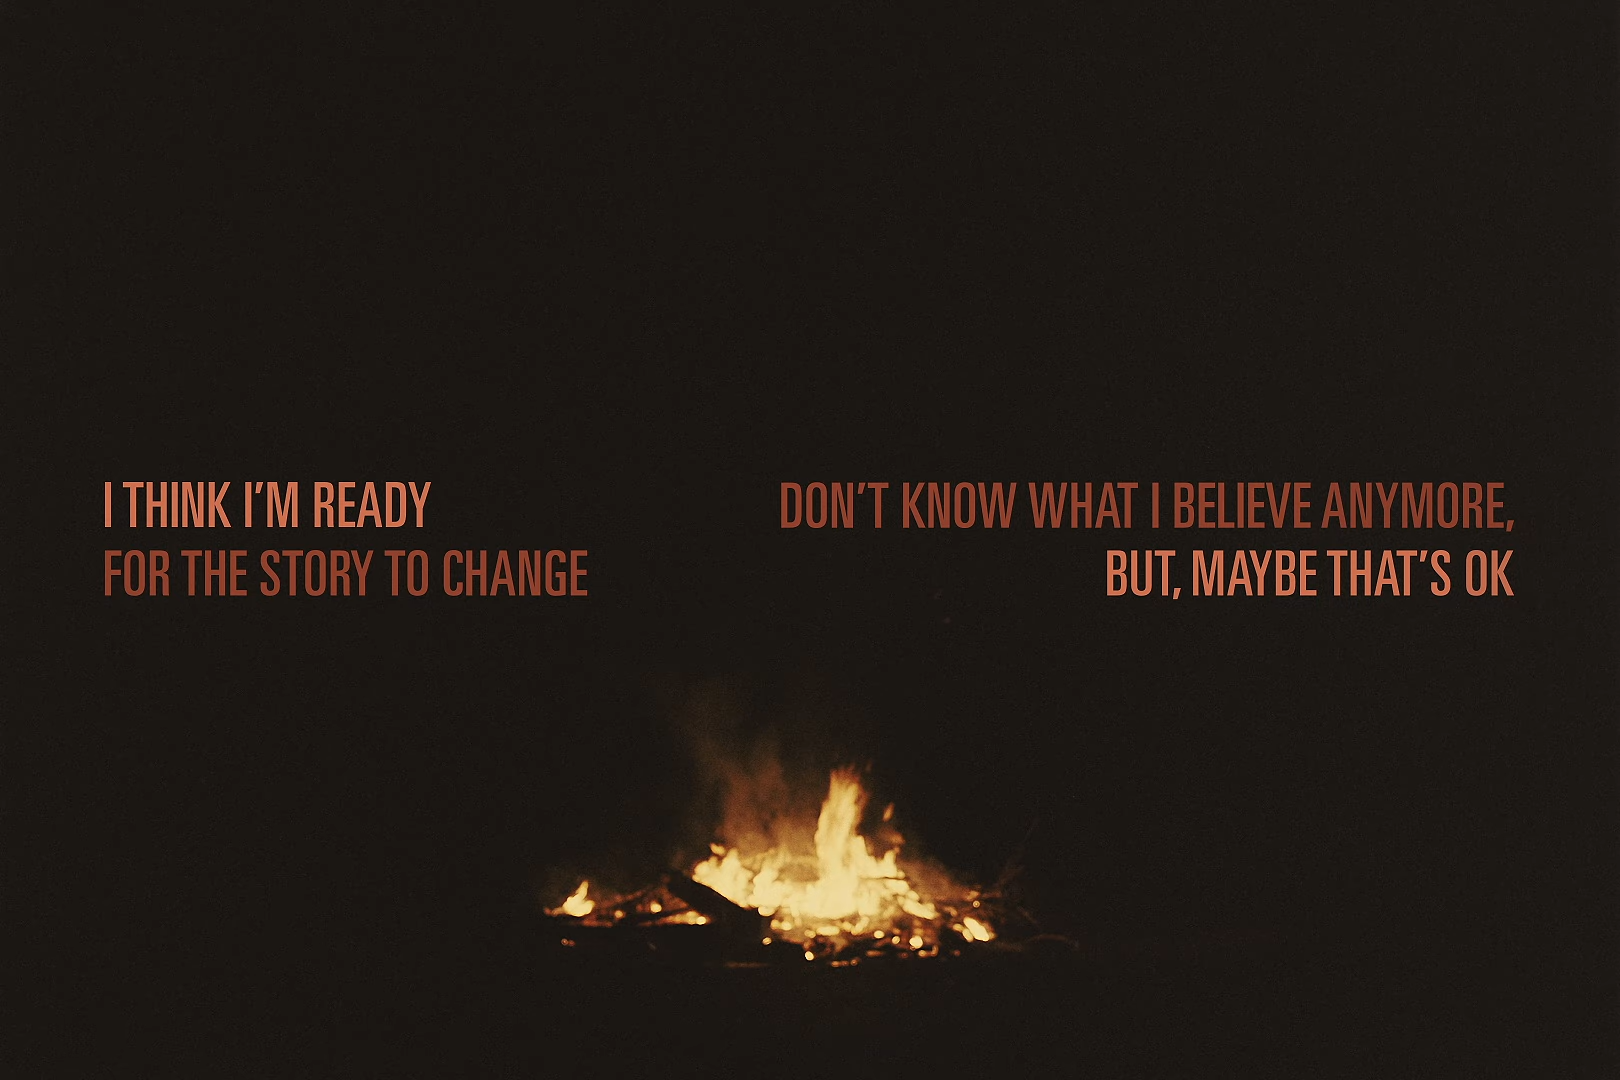 I THINK I’M READY
FOR THE STORY TO CHANGE
DON’T KNOW WHAT I BELIEVE ANYMORE,
BUT, MAYBE THAT’S OK